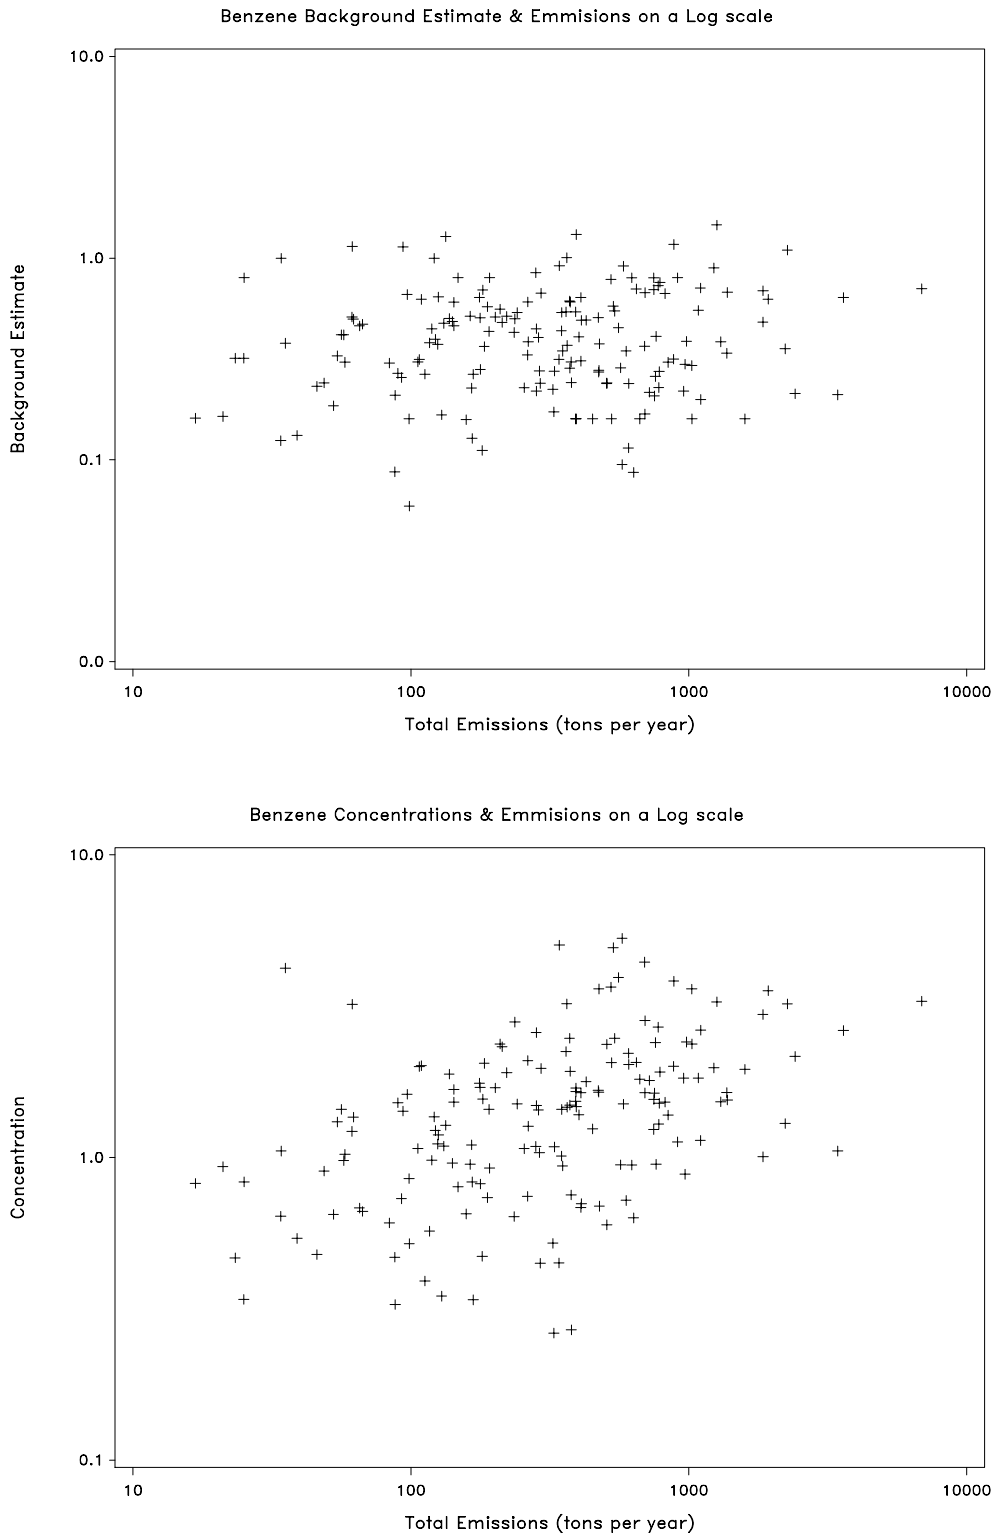 Benzene Background Estimate & Emmisions on a Log scale
10.0
1.0
0.1
0.0
Background Estimate
10 100 1000 10000
Total Emissions (tons per year)
Benzene Concentrations & Emmisions on a Log scale
10.0
1.0
0.1
Concentration
10 100 1000 10000
Total Emissions (tons per year)